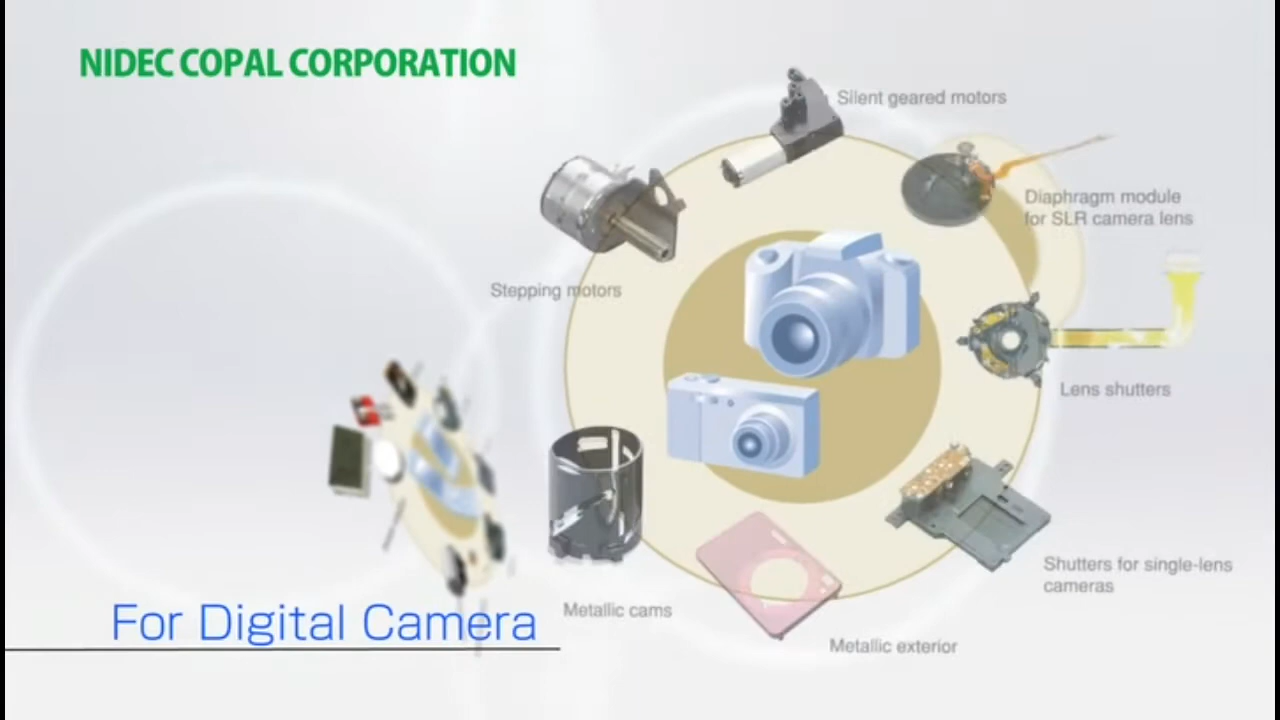 NIDEC COPAL CORPORATION
Silent geared motors
Diaphragm module
for SLR camera lens
Stepping motors
Lens shutters
Shutters for single-lens
cameras
Metallic cams
For Digital Camera
Metallic exterior